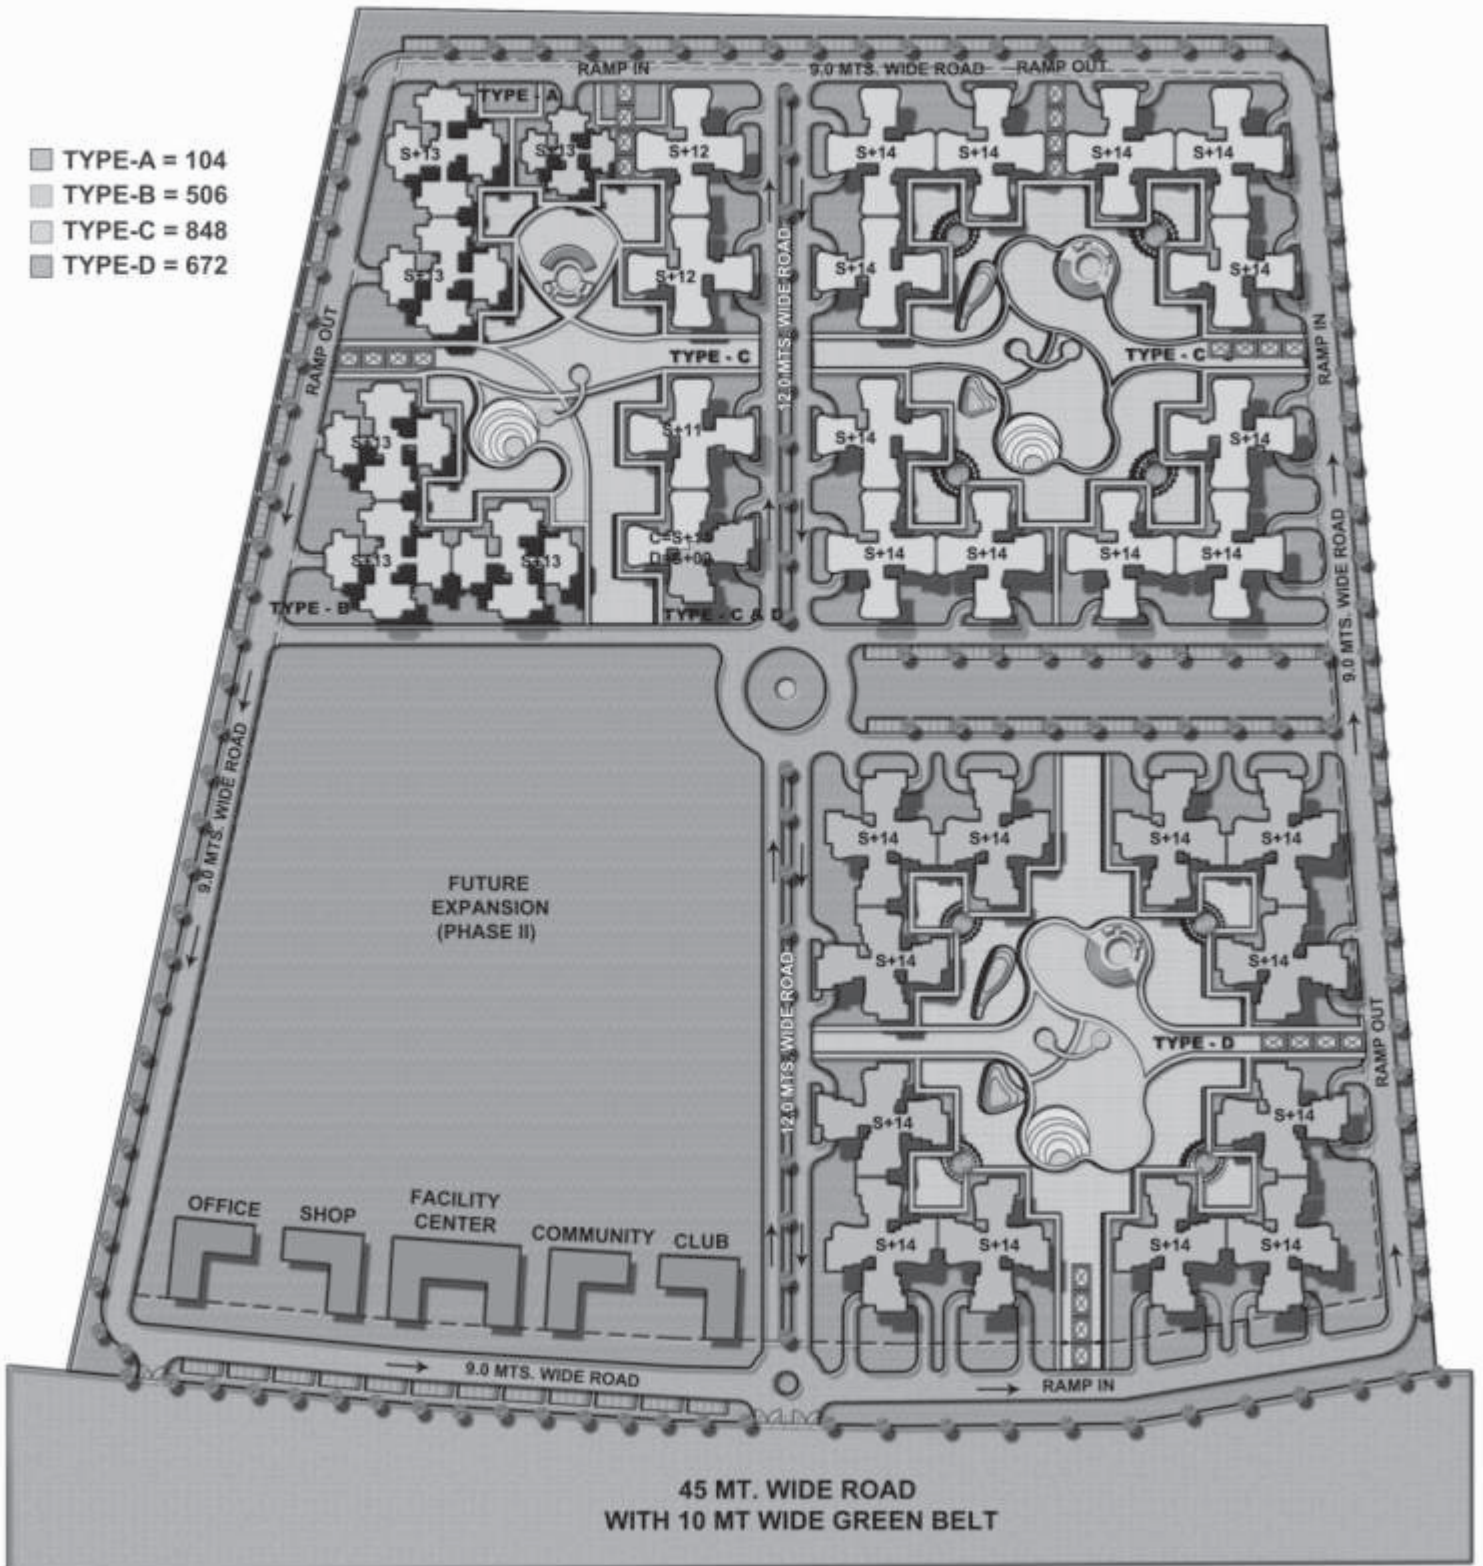 TYPE-A = 104
TYPE-B = 506
TYPE-C = 848
TYPE-D = 672
RAMP IN
9.0 MTS. WIDE ROAD
RAMP OUT
TYPE - A
S+13
S+13
S+12
S+14
S+14
S+14
S+14
S+13
S+12
S+14
S+14
12.0 MTS. WIDE ROAD
RAMP OUT
TYPE - C
TYPE - C
RAMP IN
S+13
S+11
S+14
S+14
S+13
S+13
C=S+11
S+14
S+14
S+14
S+14
TYPE - B
TYPE - C & D
9.0 MTS. WIDE ROAD
9.0 MTS. WIDE ROAD
S+14
S+14
S+14
S+14
FUTURE
EXPANSION
(PHASE II)
S+14
S+14
12.0 MTS. WIDE ROAD
TYPE - D
RAMP OUT
S+14
S+14
OFFICE
SHOP
FACILITY
CENTER
COMMUNITY
CLUB
S+14
S+14
S+14
S+14
9.0 MTS. WIDE ROAD
RAMP IN
45 MT. WIDE ROAD
WITH 10 MT WIDE GREEN BELT